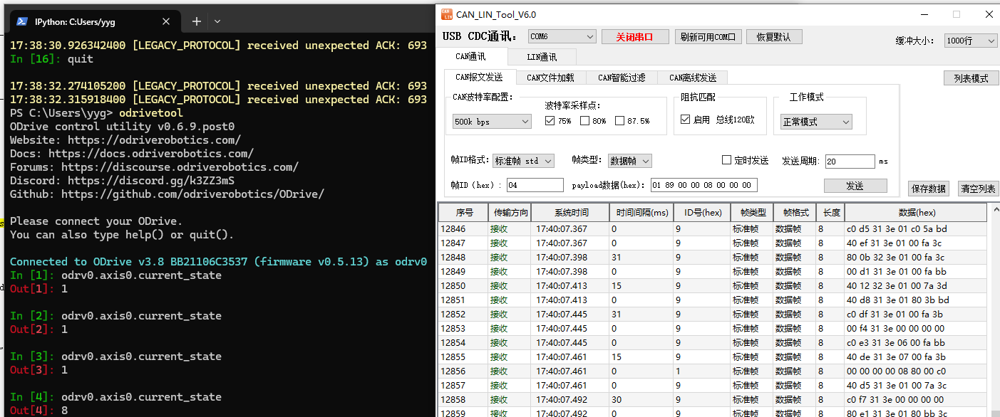 IPython: C:Users/yyg
17:38:30.926342400 [LEGACY_PROTOCOL] received unexpected ACK: 693
In [16]: quit
17:38:32.274105200 [LEGACY_PROTOCOL] received unexpected ACK: 693
17:38:32.315918400 [LEGACY_PROTOCOL] received unexpected ACK: 693
PS C:\Users\yyg> odrivetool
ODrive control utility v0.6.9.post0
Website: https://odriverobotics.com/
Docs: https://docs.odriverobotics.com/
Forums: https://discourse.odriverobotics.com/
Discord: https://discord.gg/k3ZZ3mS
Github: https://github.com/odriverobotics/ODrive/
Please connect your ODrive.
You can also type help() or quit().
Connected to ODrive v3.8 BB21106C3537 (firmware v0.5.13) as odrv0
In [1]: odrv0.axis0.current_state
Out[1]: 1
In [2]: odrv0.axis0.current_state
Out[2]: 1
In [3]: odrv0.axis0.current_state
Out[3]: 1
In [4]: odrv0.axis0.current_state
Out[4]: 8
CAN_LIN_Tool_V6.0
USB CDC通讯: COM6 关闭串口 刷新可用COM口 恢复默认 缓冲大小: 1000行
CAN通讯 LIN通讯
CAN报文发送 CAN文件加载 CAN智能过滤 CAN离线发送 列表模式
CAN波特率配置: 阻抗匹配 工作模式
波特率采样点:
500k bps 75% 80% 87.5% 启用 总线120欧 正常模式
帧ID格式: 标准帧 std 帧类型: 数据帧 定时发送 发送周期: 20 ms
帧ID (hex) : 04 payload数据(hex): 01 89 00 00 08 00 00 00 发送 保存数据 清空列表
序号 传输方向 系统时间 时间间隔(ms) ID号(hex) 帧类型 帧格式 长度 数据(hex)
12846 接收 17:40:07.367 0 9 标准帧 数据帧 8 c0 d5 31 3e 01 c0 5a bd
12847 接收 17:40:07.367 0 9 标准帧 数据帧 8 40 ef 31 3e 01 00 fa 3c
12848 接收 17:40:07.398 31 9 标准帧 数据帧 8 80 0b 32 3e 01 00 fa 3c
12849 接收 17:40:07.398 0 9 标准帧 数据帧 8 00 d1 31 3e 01 00 fa bb
12850 接收 17:40:07.413 15 9 标准帧 数据帧 8 40 12 32 3e 01 00 7a 3d
12851 接收 17:40:07.413 0 9 标准帧 数据帧 8 40 d8 31 3e 01 80 3b bd
12852 接收 17:40:07.445 31 9 标准帧 数据帧 8 c0 df 31 3e 01 00 fa 3b
12853 接收 17:40:07.445 0 9 标准帧 数据帧 8 00 f4 31 3e 00 00 00 00
12854 接收 17:40:07.445 0 9 标准帧 数据帧 8 c0 e3 31 3e 06 00 fa bb
12855 接收 17:40:07.461 15 9 标准帧 数据帧 8 40 de 31 3e 07 00 fa 3b
12856 接收 17:40:07.461 0 1 标准帧 数据帧 8 00 00 00 00 08 80 00 c0
12857 接收 17:40:07.461 0 9 标准帧 数据帧 8 40 d5 31 3e 01 00 7a 3c
12858 接收 17:40:07.492 30 9 标准帧 数据帧 8 c0 f7 31 3e 00 00 00 00
12859 接收 17:40:07.492 0 9 标准帧 数据帧 8 80 e1 31 3e 01 80 bb 3c